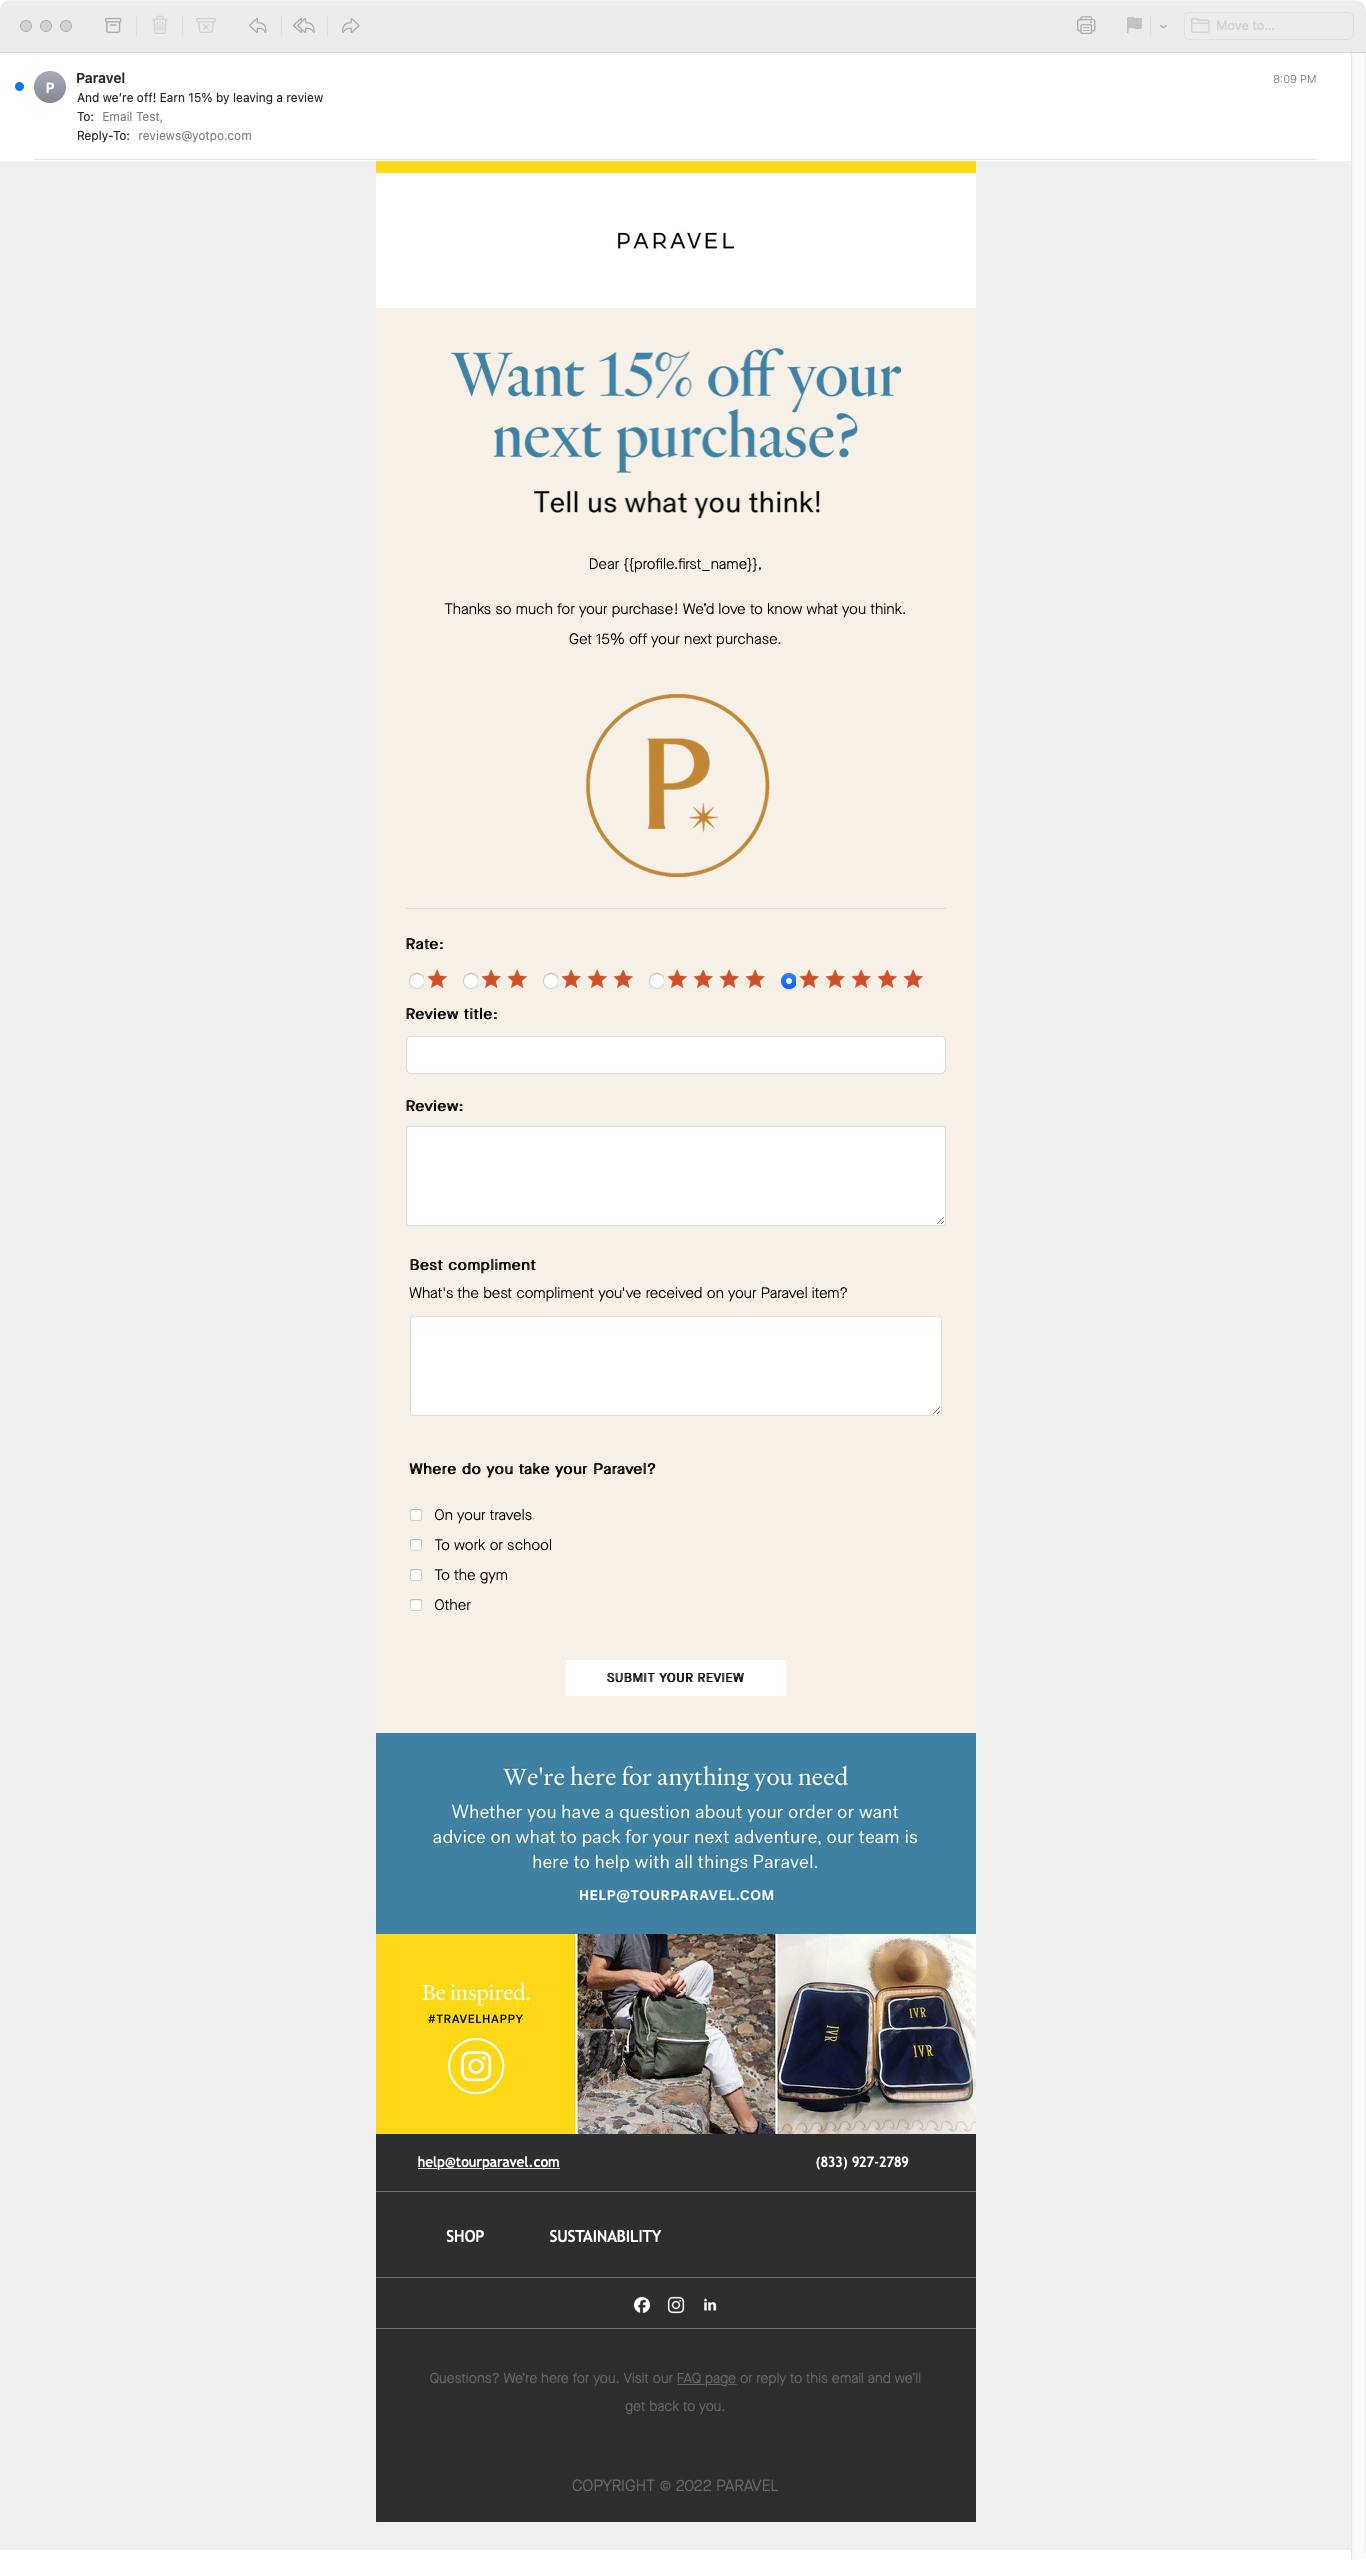 Move to...
P
Paravel
8:09 PM
And we're off! Earn 15% by leaving a review
To: Email Test,
Reply-To: reviews@yotpo.com
PARAVEL
Want 15% off your
next purchase?
Tell us what you think!
Dear {{profile.first_name}},
Thanks so much for your purchase! We'd love to know what you think.
Get 15% off your next purchase.
P
Rate:
Review title:
Review:
Best compliment
What's the best compliment you've received on your Paravel item?
Where do you take your Paravel?
On your travels
To work or school
To the gym
Other
SUBMIT YOUR REVIEW
We're here for anything you need
Whether you have a question about your order or want
advice on what to pack for your next adventure, our team is
here to help with all things Paravel.
HELP@TOURPARAVEL.COM
Be inspired.
#TRAVELHAPPY
IVR
IVR
IVR
help@tourparavel.com
(833) 927-2789
SHOP SUSTAINABILITY
in
Questions? We're here for you. Visit our FAQ page or reply to this email and we'll
get back to you.
COPYRIGHT © 2022 PARAVEL